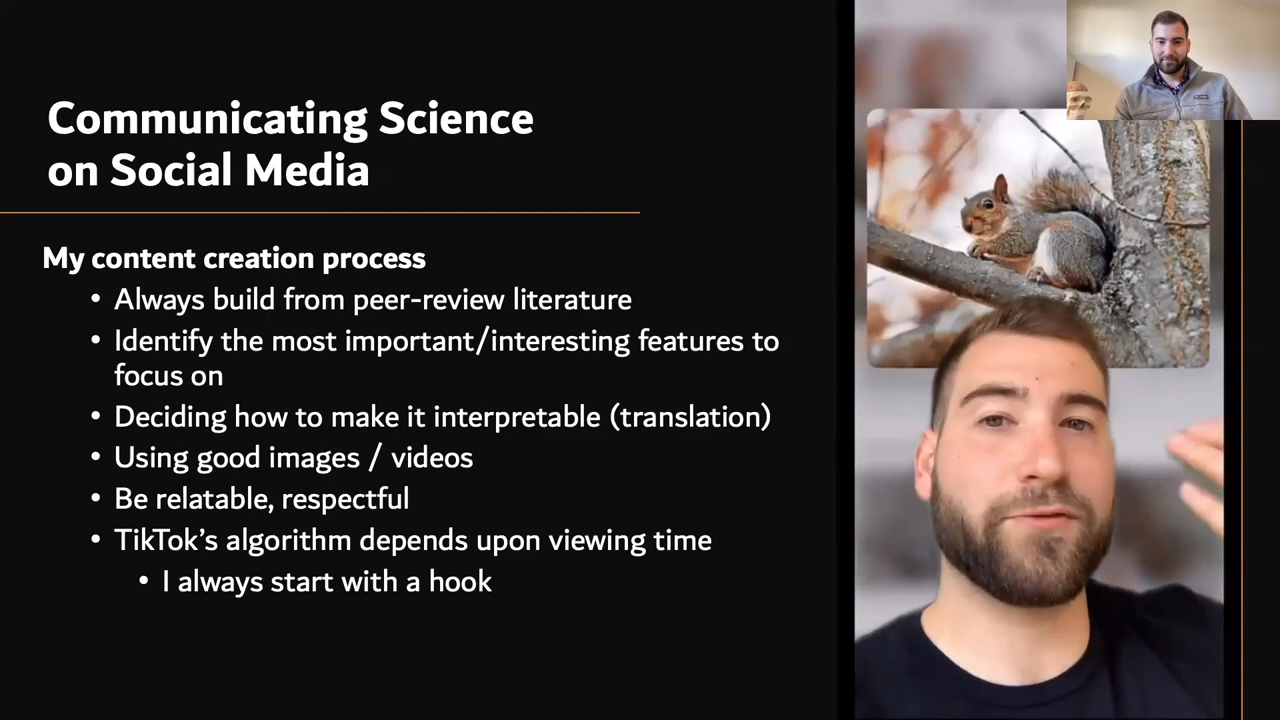 Communicating Science
on Social Media
My content creation process
• Always build from peer-review literature
• Identify the most important/interesting features to
focus on
• Deciding how to make it interpretable (translation)
• Using good images / videos
• Be relatable, respectful
• TikTok’s algorithm depends upon viewing time
• I always start with a hook